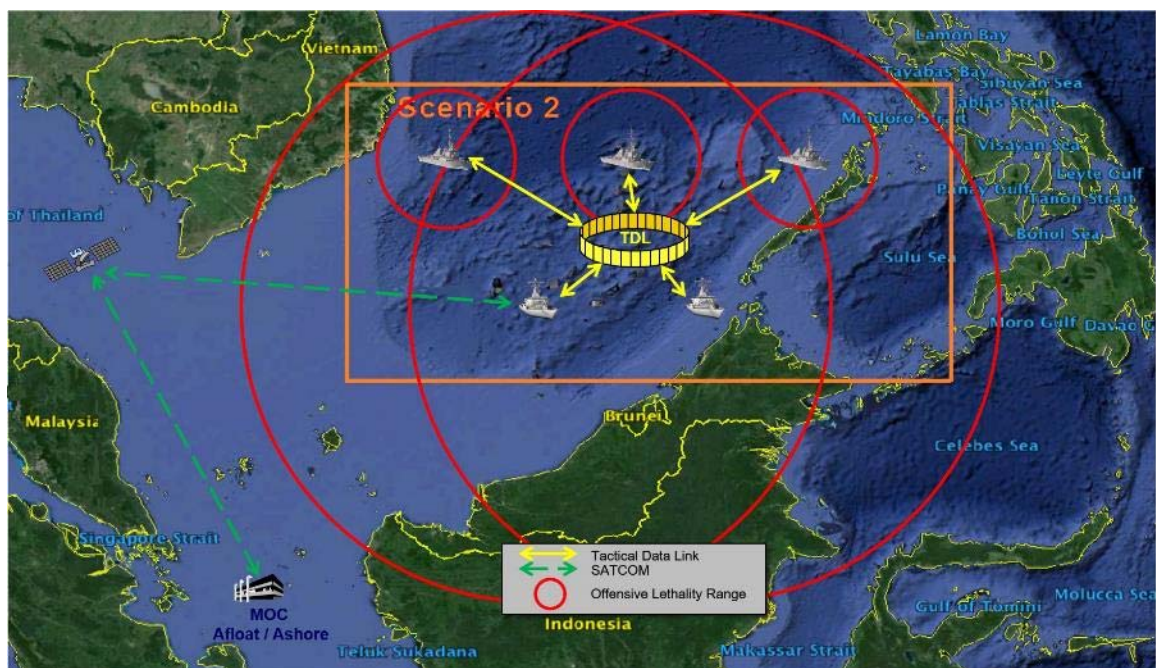 Lamon Bay
Vietnam
Tayabas Bay
Sibuyan Sea
Cambodia
Scenario 2
Mindoro Strait
Visayan Sea
Leyte Gulf
Panay Gulf
Tanon Strait
of Thailand
TDL
Bohol Sea
Sulu Sea
Moro Gulf
Davao G
Malaysia
Brunei
Celebes Sea
Singapore Strait
Tactical Data Link
SATCOM
Offensive Lethality Range
MOC
Afloat / Ashore
Indonesia
Gulf of Tomini
Molucca Sea
Teluk Sukadana
Makassar Strait